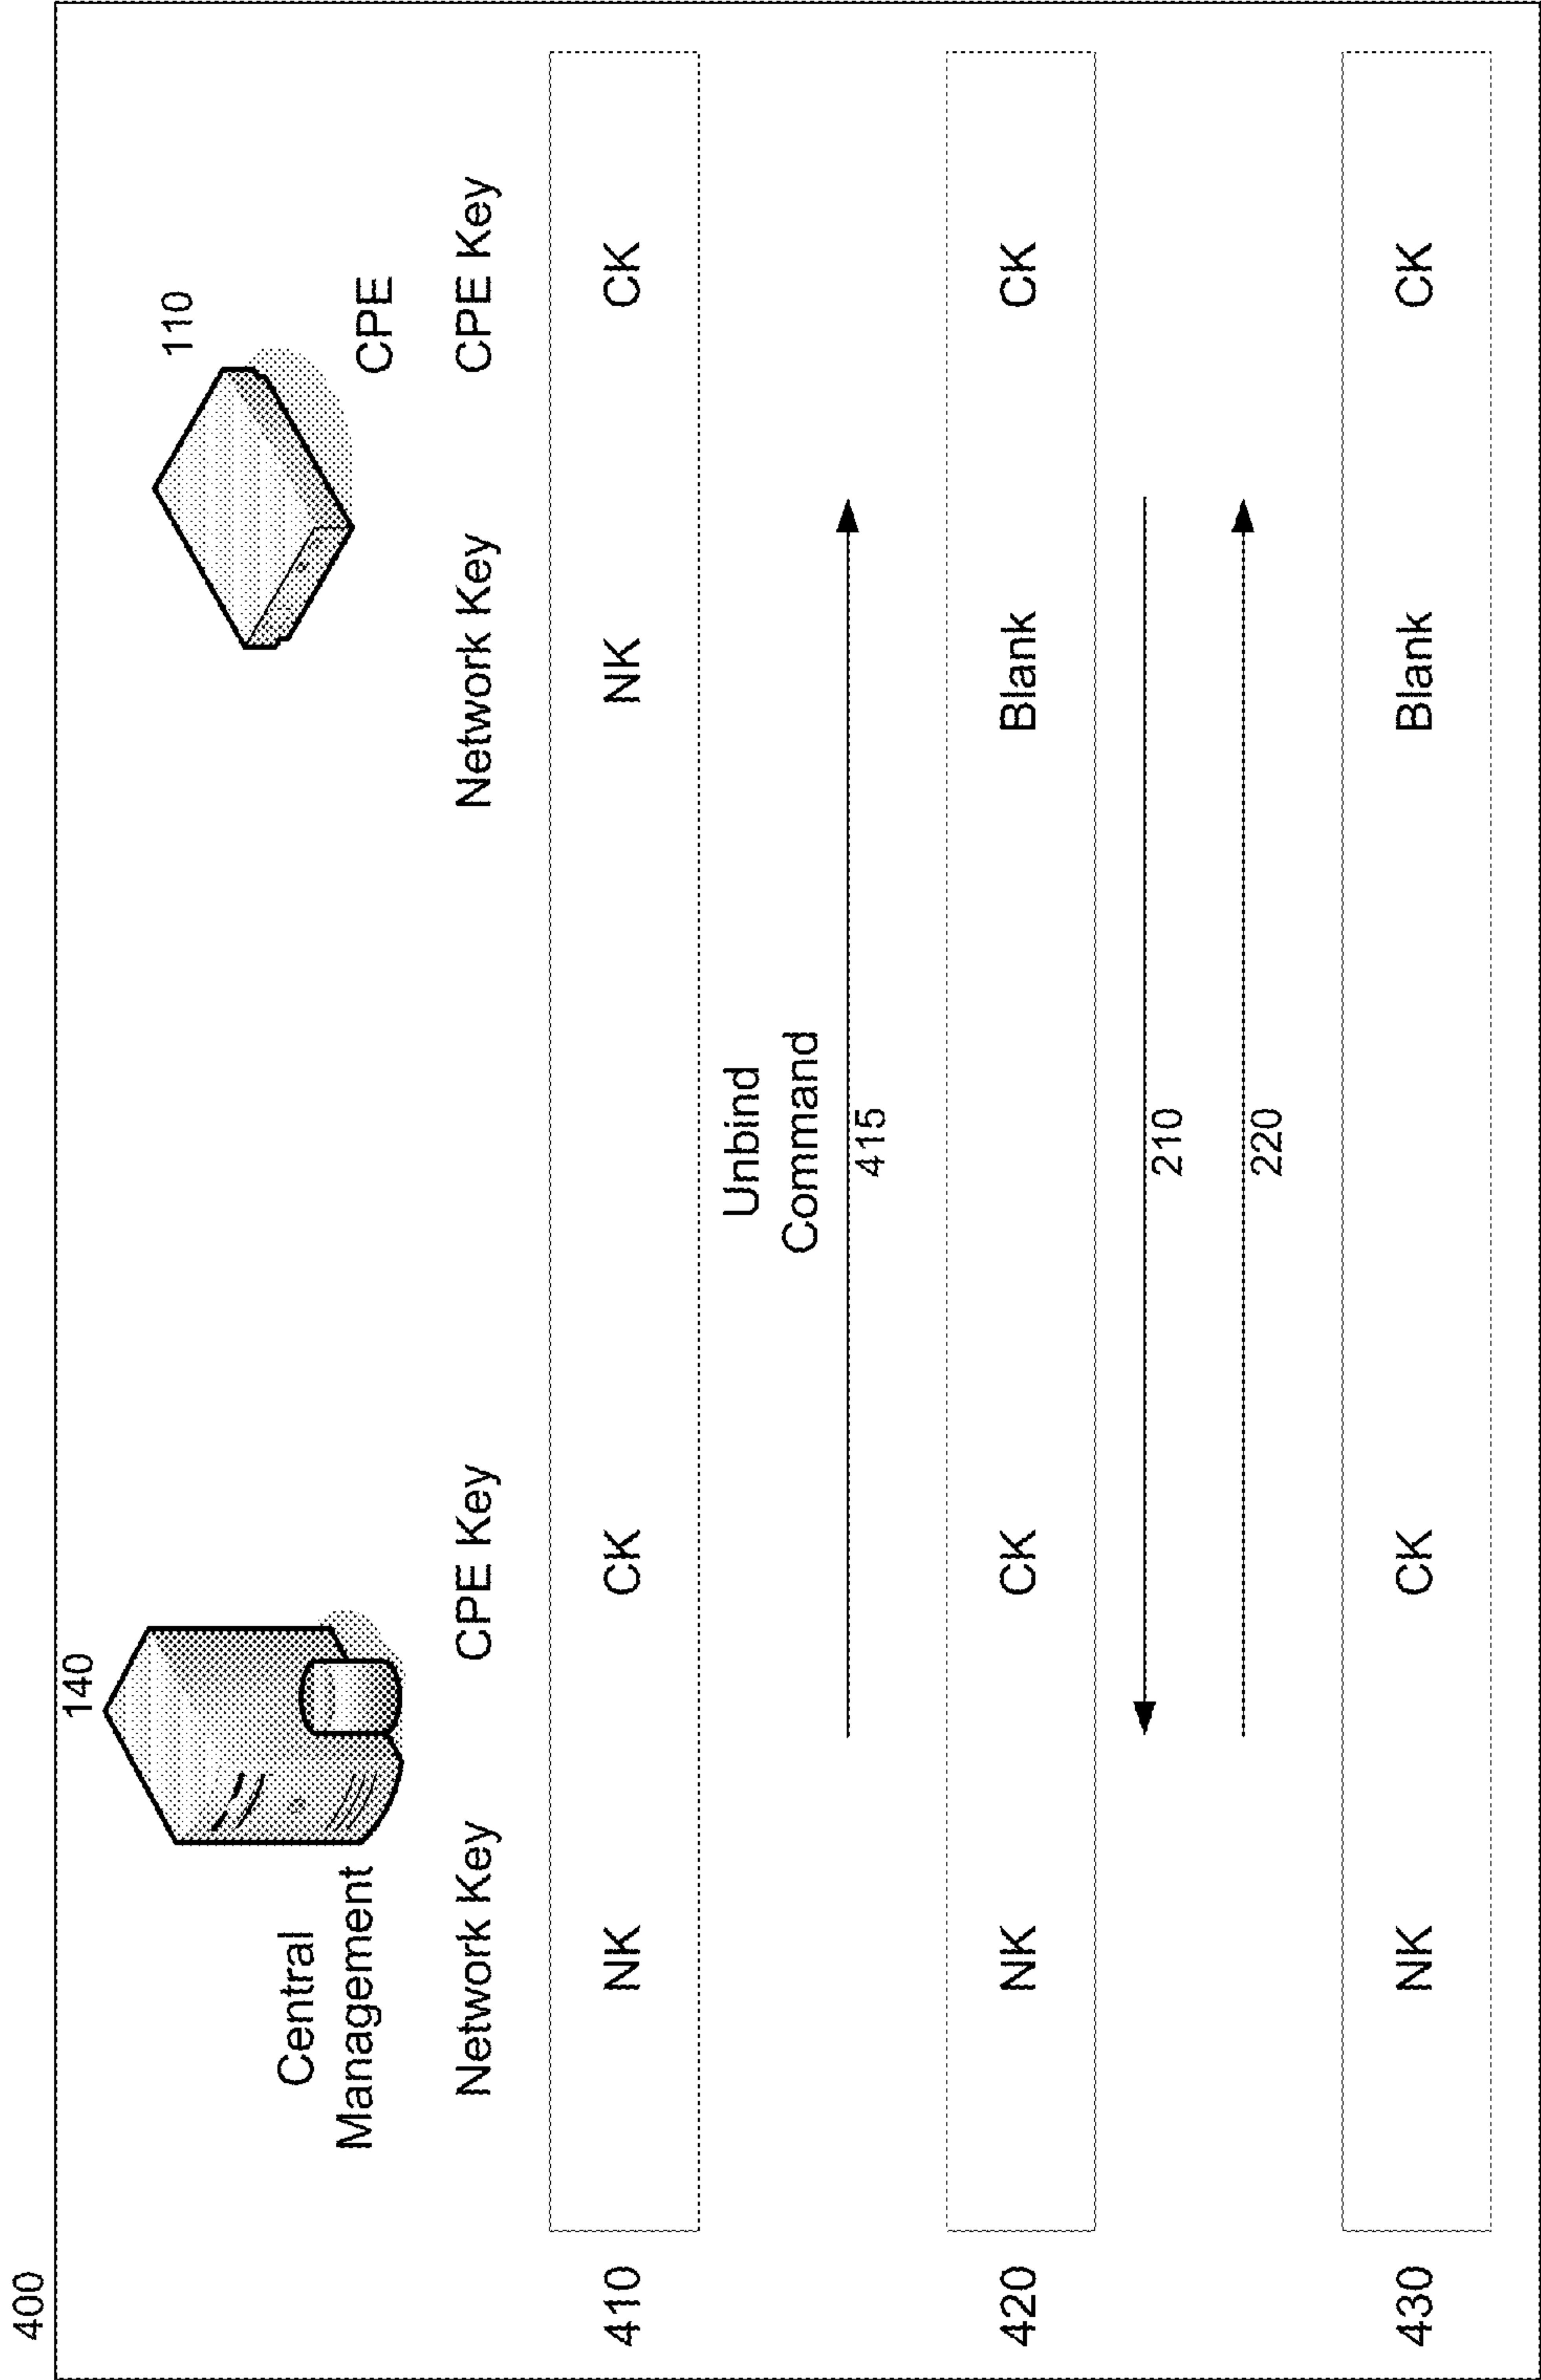 400
140
110
Central
Management
CPE
Network Key CPE Key Network Key CPE Key
410 NK CK NK CK
Unbind
Command
415
420 NK CK Blank CK
210
220
430 NK CK Blank CK